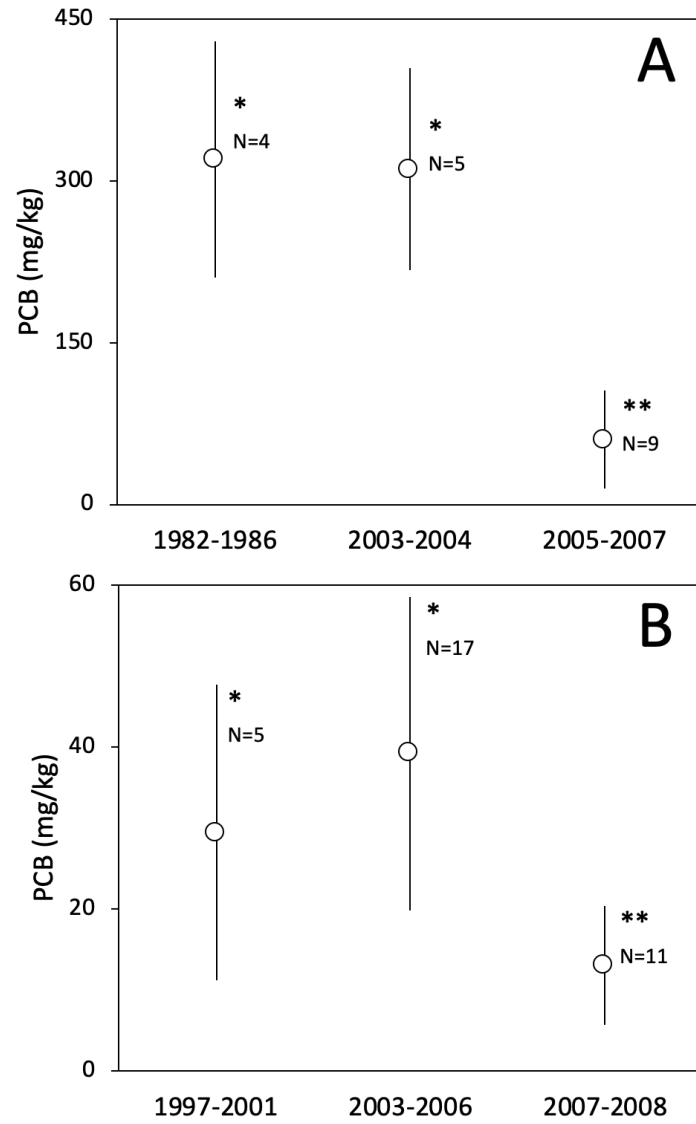 450
A
*
N=4
*
N=5
300
PCB (mg/kg)
150
**
N=9
0
1982-1986 2003-2004 2005-2007
60
B
*
N=17
*
N=5
40
PCB (mg/kg)
20
**
N=11
0
1997-2001 2003-2006 2007-2008